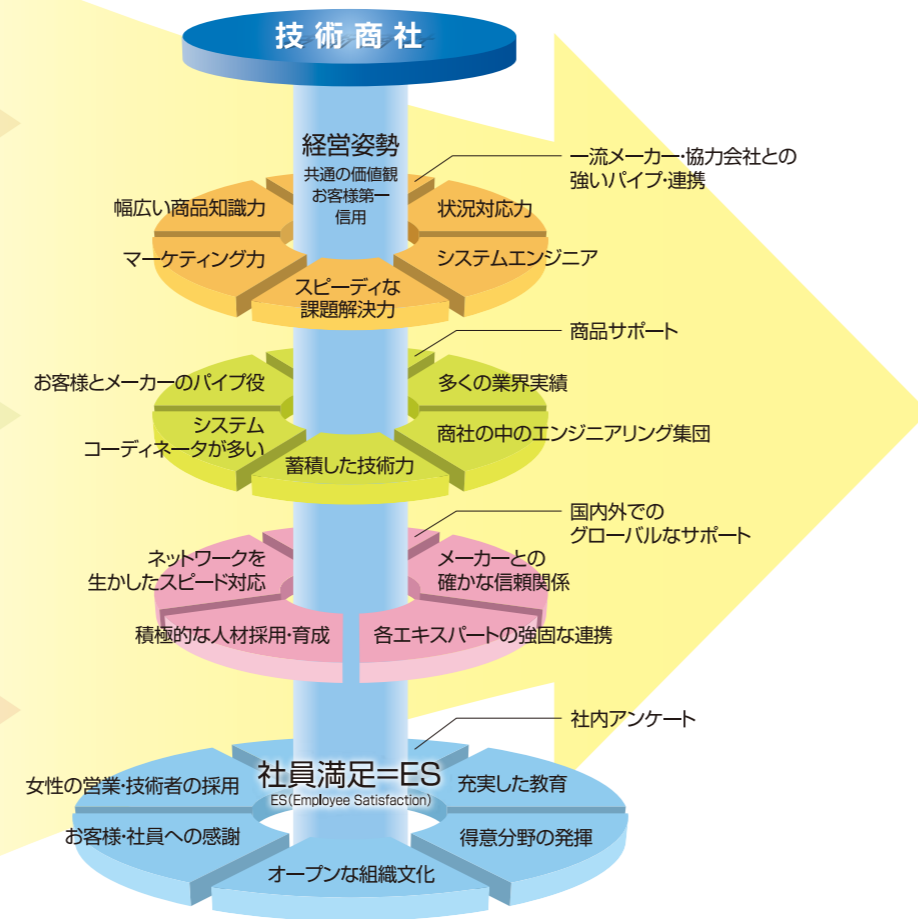 技術商社
経営姿勢
共通の価値観
お客様第一
信用
一流メーカー・協力会社との
強いパイプ・連携
幅広い商品知識力
状況対応力
マーケティング力
システムエンジニア
スピーディな
課題解決力
商品サポート
お客様とメーカーのパイプ役
多くの業界実績
システム
コーディネータが多い
商社の中のエンジニアリング集団
蓄積した技術力
国内外での
グローバルなサポート
ネットワークを
生かしたスピード対応
メーカーとの
確かな信頼関係
積極的な人材採用・育成
各エキスパートの強固な連携
社内アンケート
社員満足=ES
ES(Employee Satisfaction)
女性の営業・技術者の採用
充実した教育
お客様・社員への感謝
得意分野の発揮
オープンな組織文化